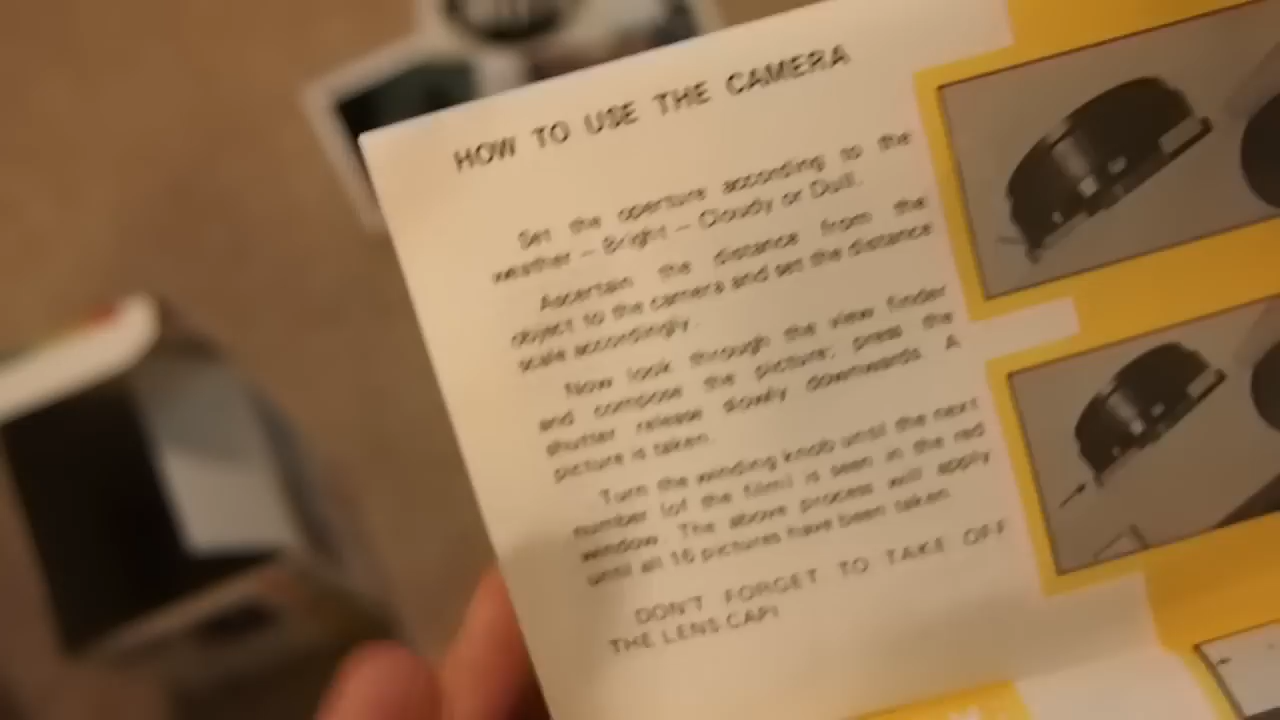 HOW TO USE THE CAMERA
Set the aperture according to the
weather – Bright – Cloudy or Dull.
Ascertain the distance from the
object to the camera and set the distance
scale accordingly.
Now look through the view finder
and compose the picture; press the
shutter release slowly downwards. A
picture is taken.
Turn the winding knob until the next
number (of the film) is seen in the red
window. The above process will apply
until all 16 pictures have been taken.
DON'T FORGET TO TAKE OFF
THE LENS CAP!